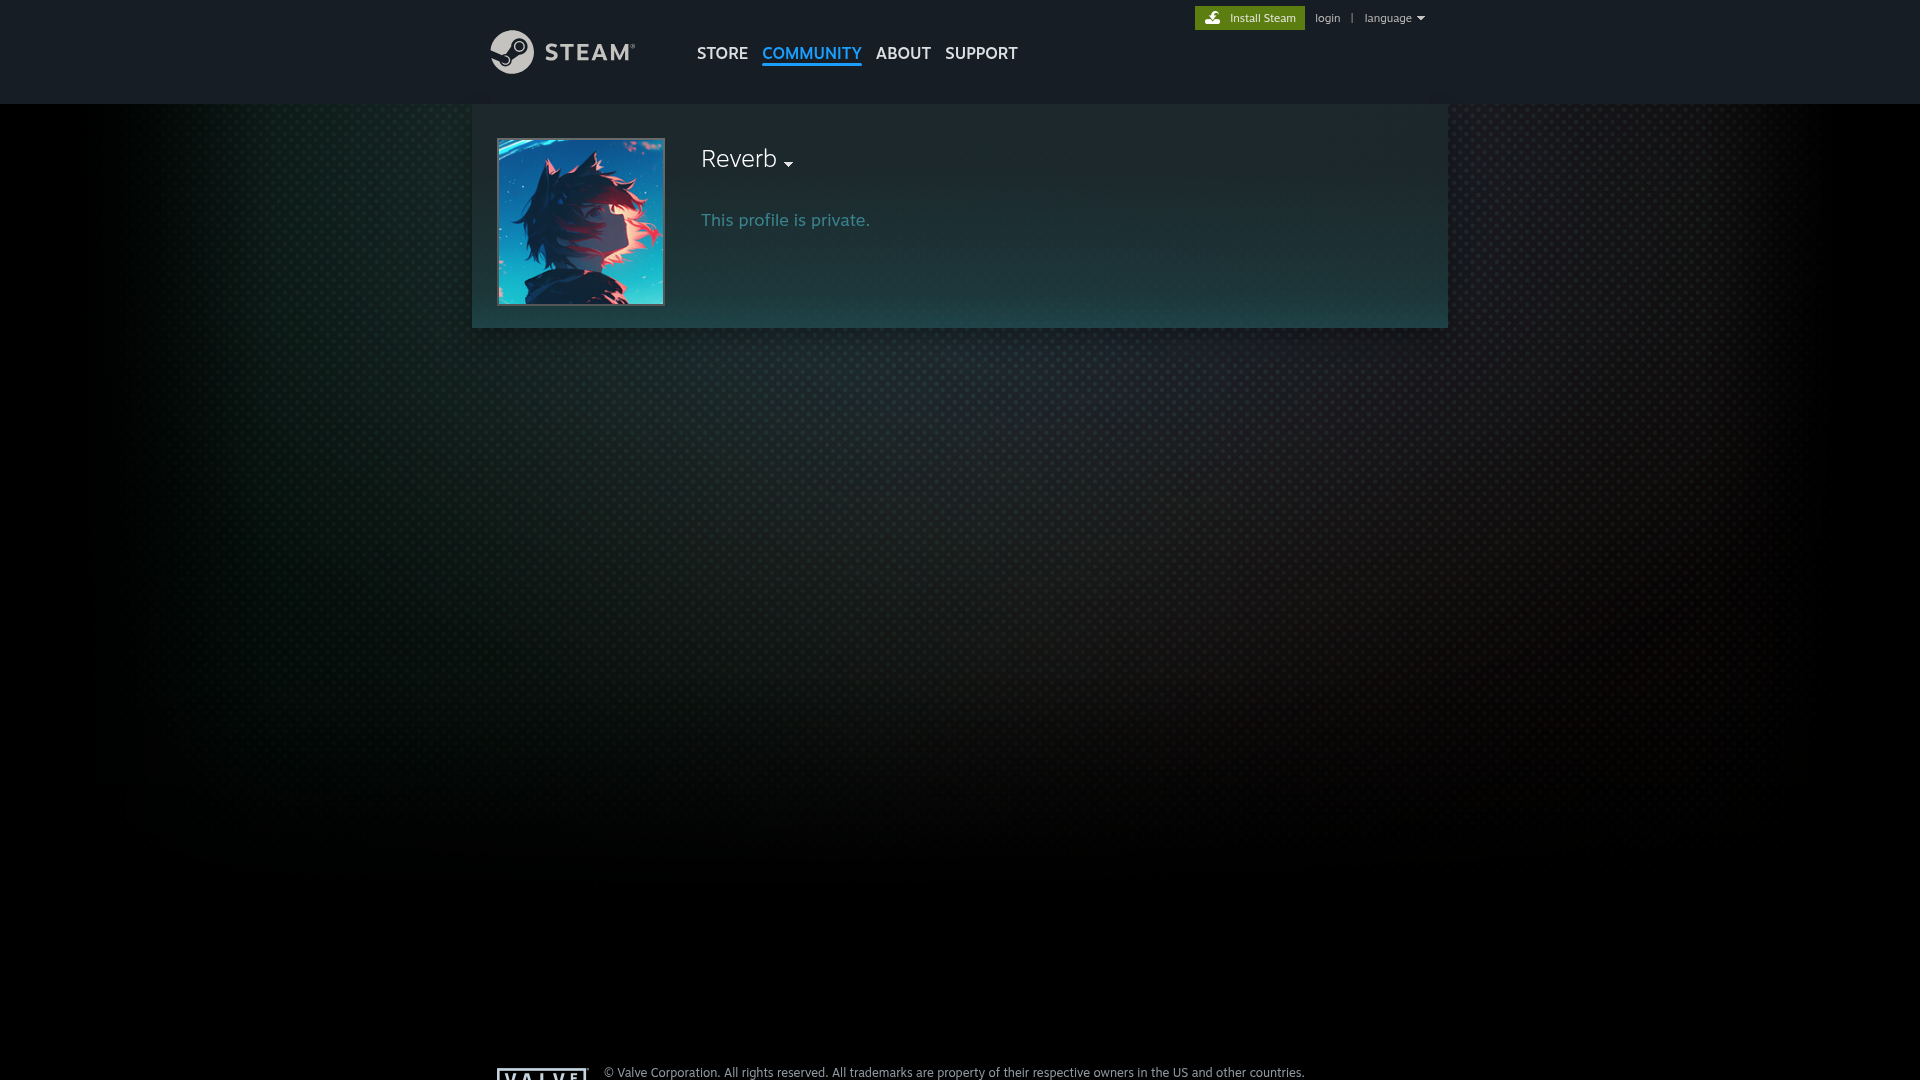 Install Steam login | language
STEAM®
STORE COMMUNITY ABOUT SUPPORT
Reverb
This profile is private.
VALVE
© Valve Corporation. All rights reserved. All trademarks are property of their respective owners in the US and other countries.